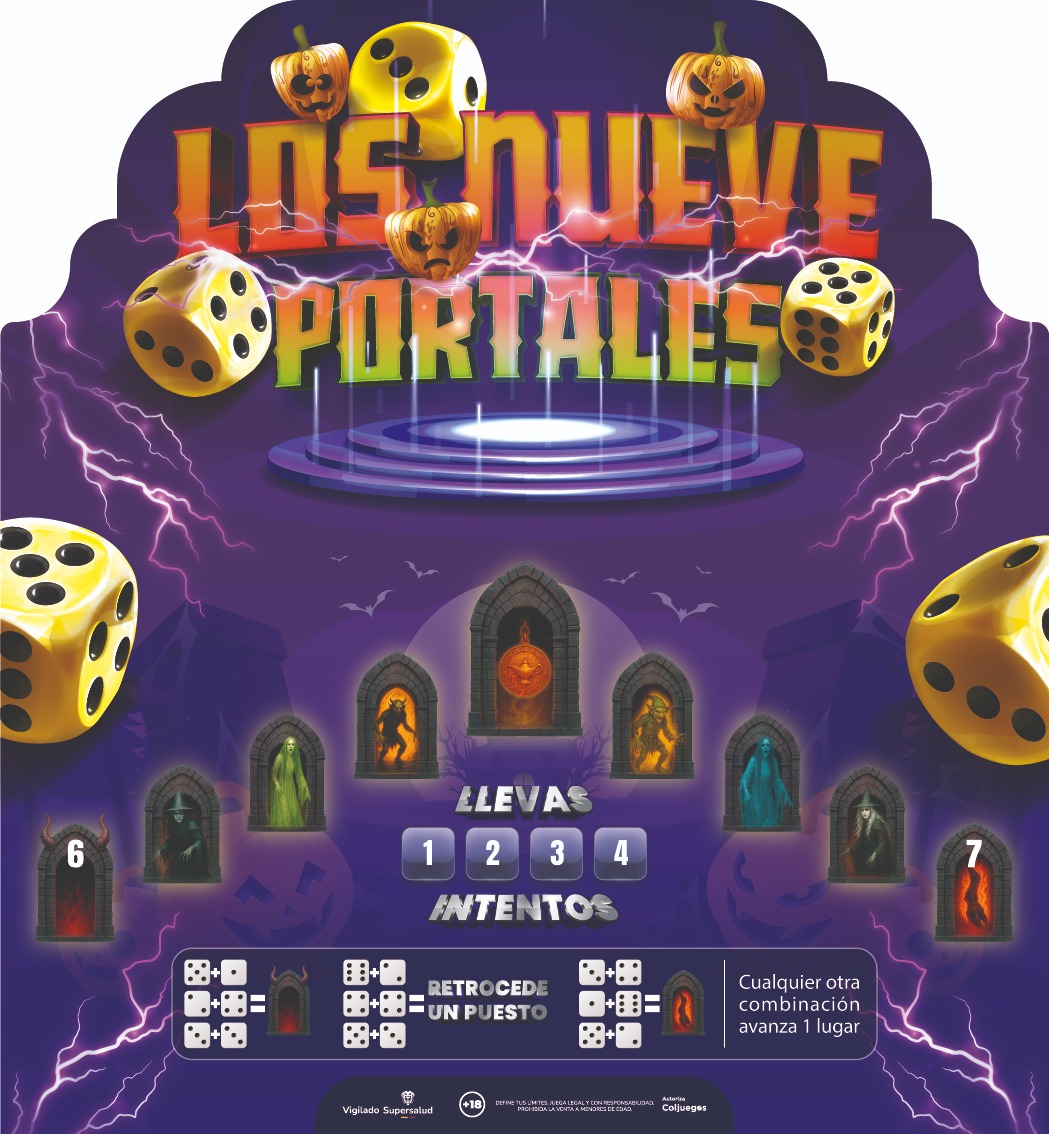 LOS NUEVE
PORTALES
LLEVAS
1 2 3 4
INTENTOS
6
7
+ + +
+ + +
= RETROCEDE
= UN PUESTO =
+ + +
Cualquier otra
combinación
avanza 1 lugar
Vigilado Supersalud
+18
DEFINE TUS LÍMITES, JUEGA LEGAL Y CON RESPONSABILIDAD.
PROHIBIDA LA VENTA A MENORES DE EDAD.
Autoriza
Coljuegos